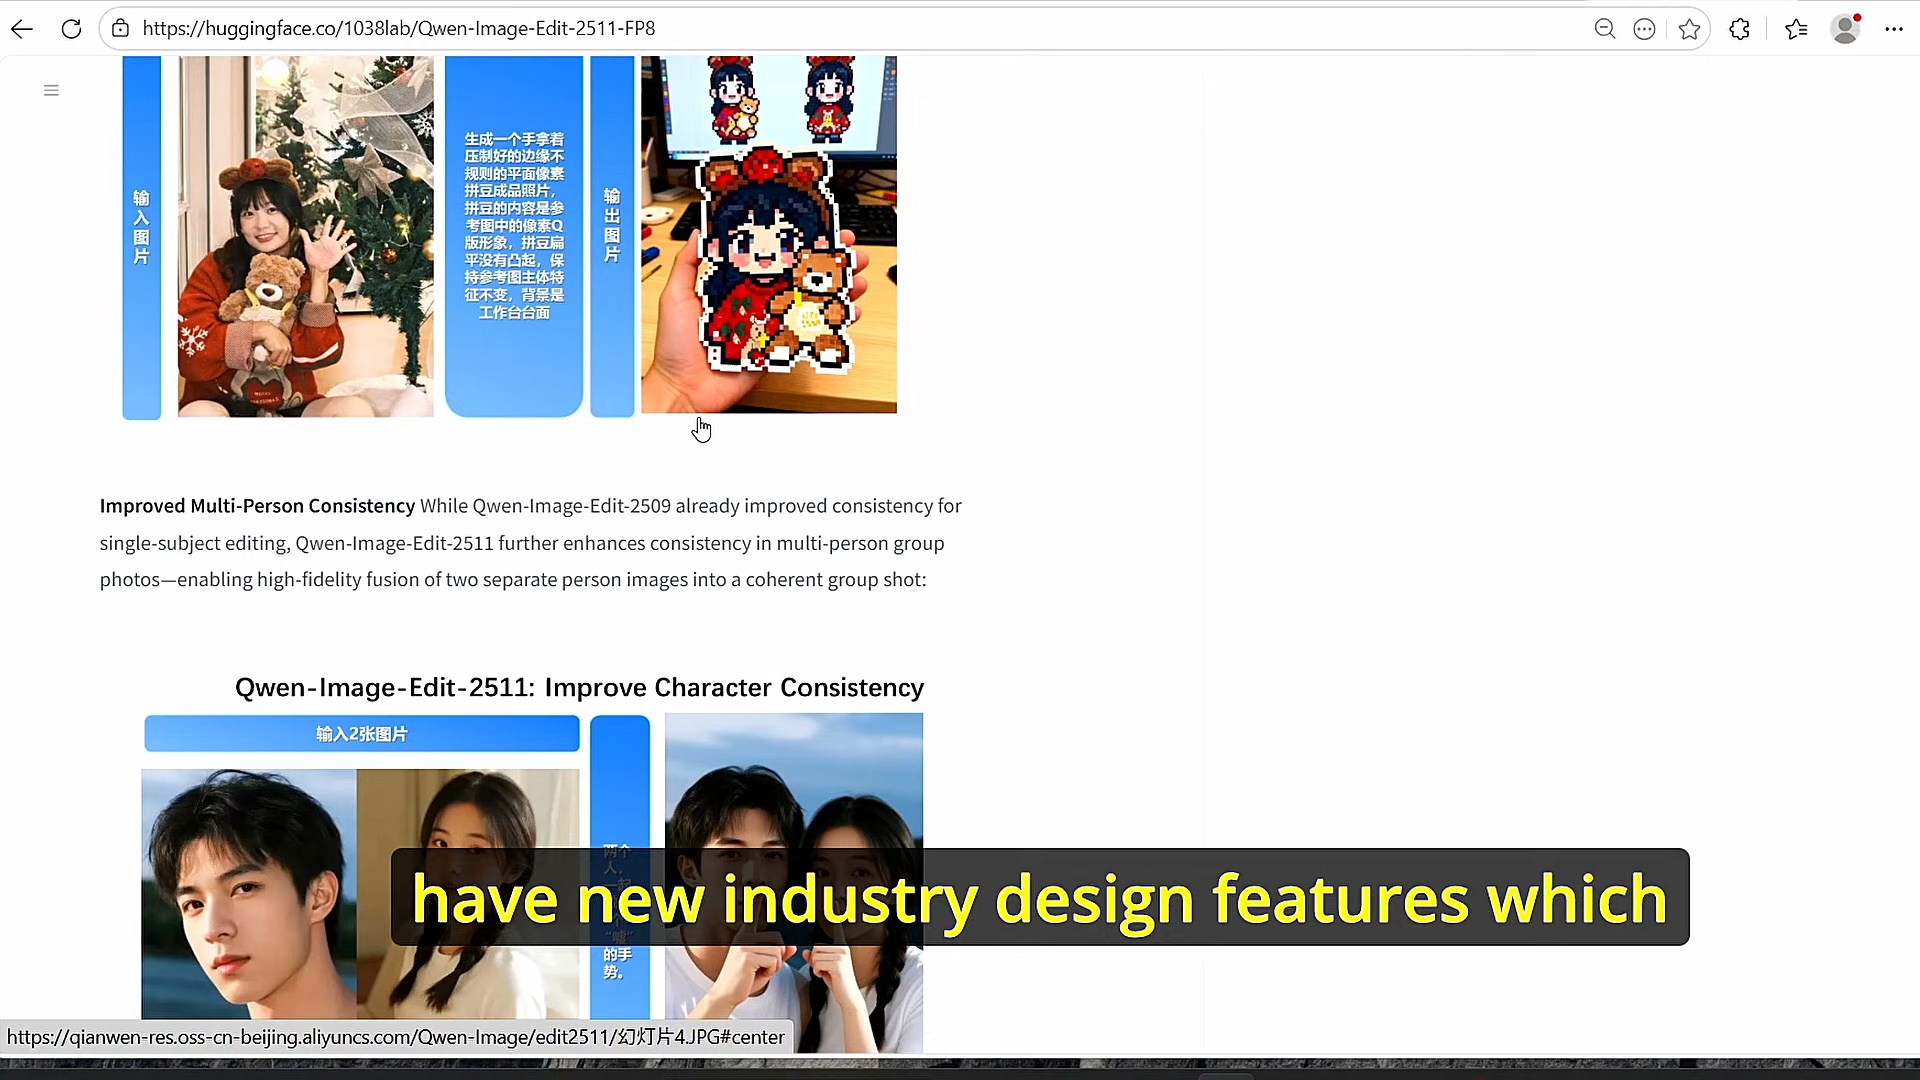 https://huggingface.co/1038lab/Qwen-Image-Edit-2511-FP8
输入图片
生成一个手拿着
压制好的边缘不
规则的平面像素
拼豆成品照片，
拼豆的内容是参
考图中的像素Q
版形象，拼豆扁
平没有凸起，保
持参考图主体特
征不变，背景是
工作台台面
输出图片
Improved Multi-Person Consistency While Qwen-Image-Edit-2509 already improved consistency for
single-subject editing, Qwen-Image-Edit-2511 further enhances consistency in multi-person group
photos—enabling high-fidelity fusion of two separate person images into a coherent group shot:
Qwen-Image-Edit-2511: Improve Character Consistency
输入2张图片
两个
人，
一起
"嘘"
的手
势。
have new industry design features which
https://qianwen-res.oss-cn-beijing.aliyuncs.com/Qwen-Image/edit2511/幻灯片4.JPG#center